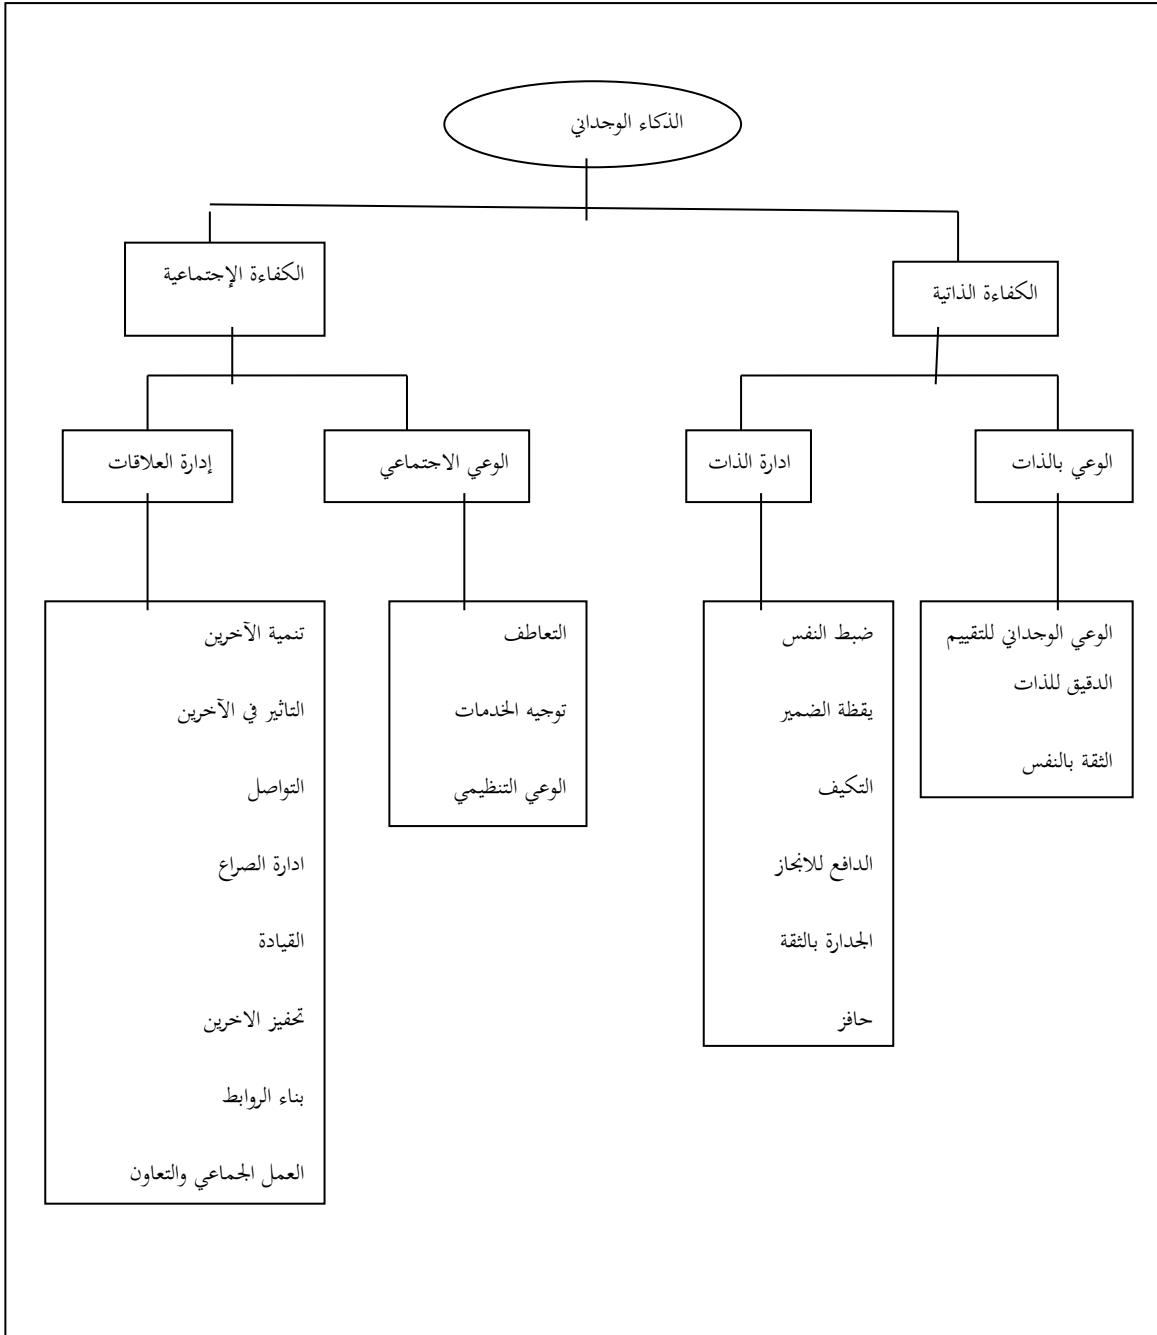 الذكاء الوجداني
الكفاءة الذاتية
الكفاءة الإجتماعية
الوعي بالذات
ادارة الذات
الوعي الاجتماعي
إدارة العلاقات
الوعي الوجداني للتقييم
الدقيق للذات
الثقة بالنفس
ضبط النفس
يقظة الضمير
التكيف
الدافع للانجاز
الجدارة بالثقة
حافز
التعاطف
توجيه الخدمات
الوعي التنظيمي
تنمية الآخرين
التاثير في الآخرين
التواصل
ادارة الصراع
القيادة
تحفيز الاخرين
بناء الروابط
العمل الجماعي والتعاون